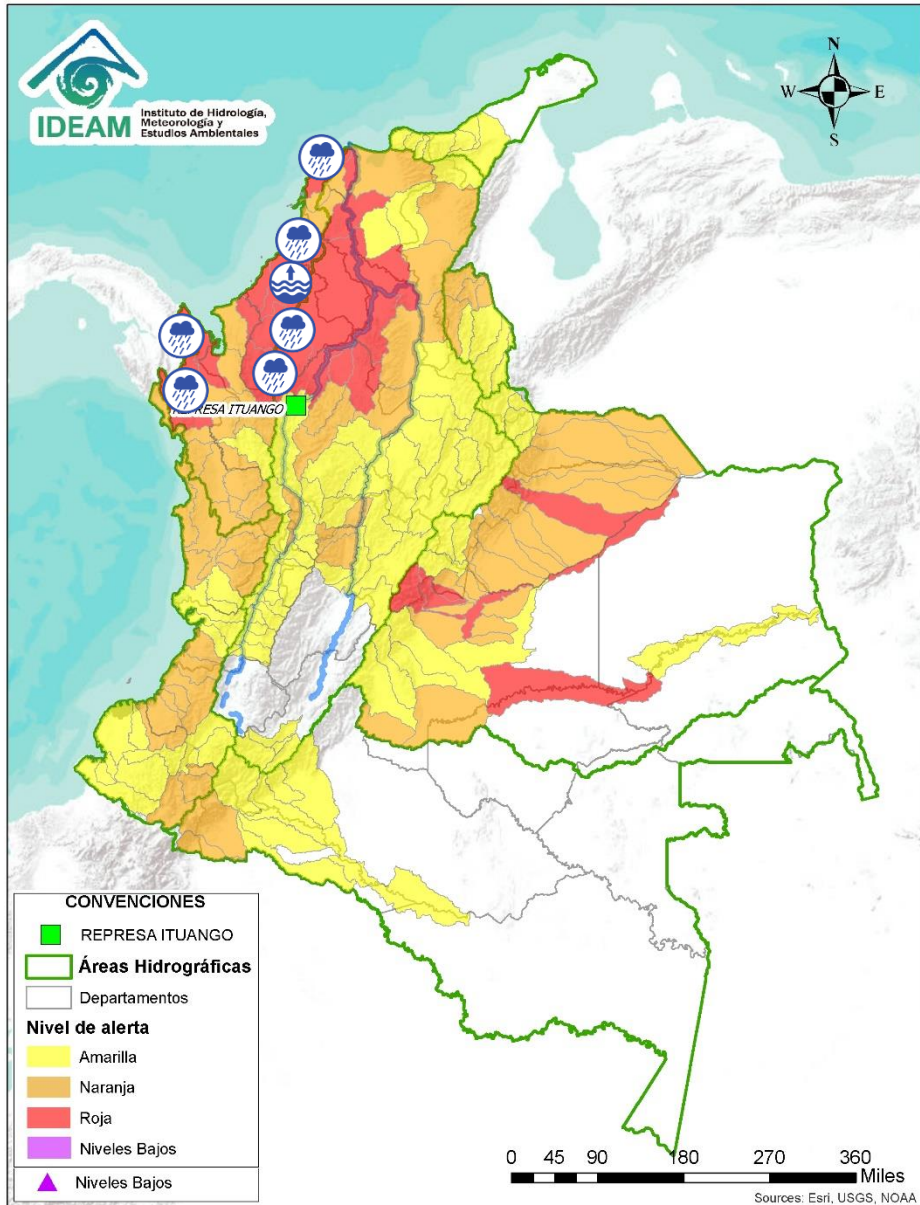 IDEAM
Instituto de Hidrología,
Meteorología y
Estudios Ambientales
N
W
E
S
REPRESA ITUANGO
CONVENCIONES
REPRESA ITUANGO
Áreas Hidrográficas
Departamentos
Nivel de alerta
Amarilla
Naranja
Roja
Niveles Bajos
Niveles Bajos
0 45 90 180 270 360
Miles
Sources: Esri, USGS, NOAA